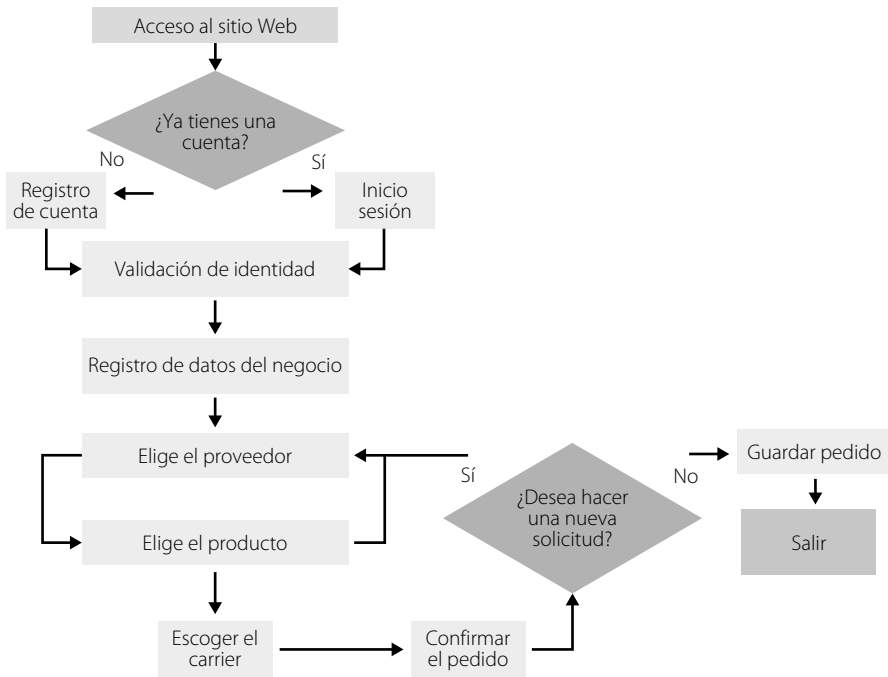 Acceso al sitio Web
¿Ya tienes una
cuenta?
No
Sí
Registro
de cuenta
Inicio
sesión
Validación de identidad
Registro de datos del negocio
Elige el proveedor
Elige el producto
Escoger el
carrier
Confirmar
el pedido
Sí
¿Desea hacer
una nueva
solicitud?
No
Guardar pedido
Salir